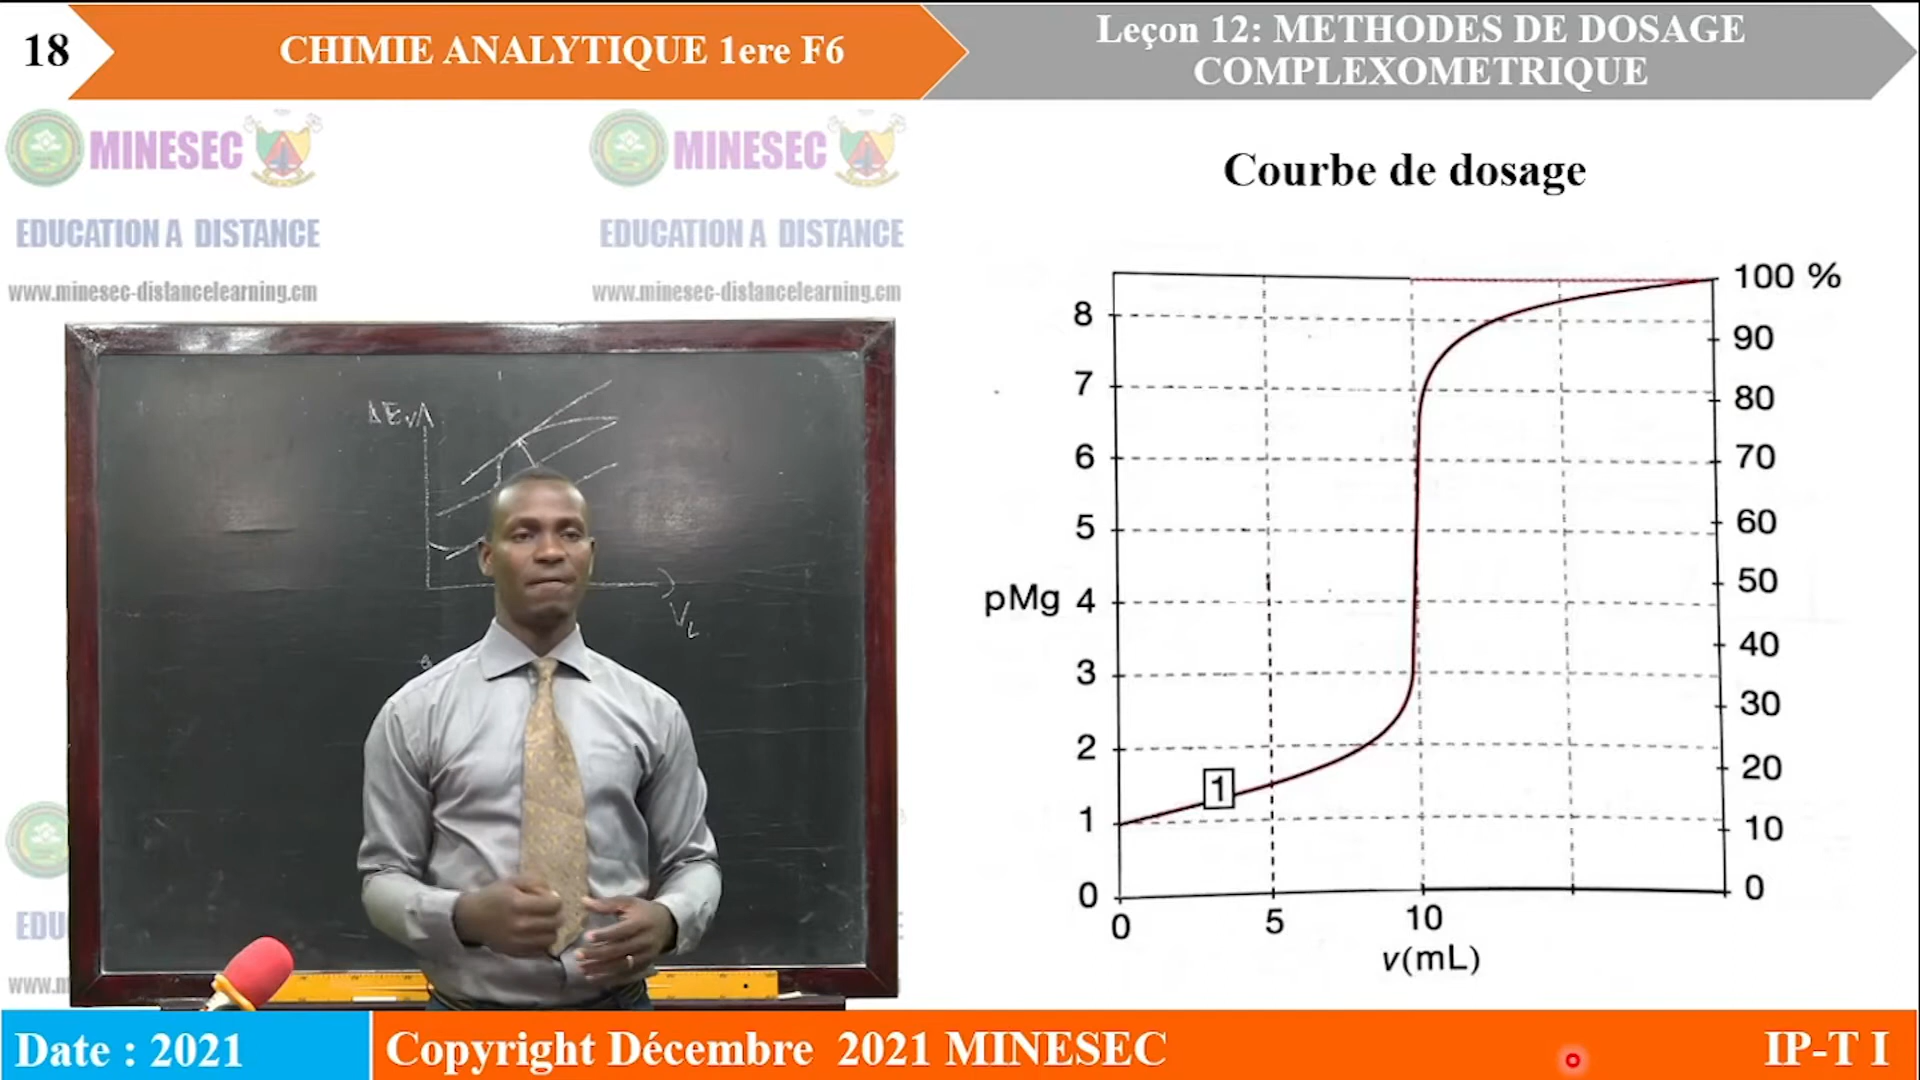 18
CHIMIE ANALYTIQUE 1ere F6
Leçon 12: METHODES DE DOSAGE
COMPLEXOMETRIQUE
MINESEC
EDUCATION A DISTANCE
www.minesec-distancelearning.cm
MINESEC
EDUCATION A DISTANCE
www.minesec-distancelearning.cm
Courbe de dosage
100 %
8
90
7
80
6
70
5
60
pMg 4
50
3
40
30
2
20
1
1
10
0
0
0
5
10
v(mL)
V_L
EDU
www.m
Date : 2021
Copyright Décembre 2021 MINESEC
IP-T I